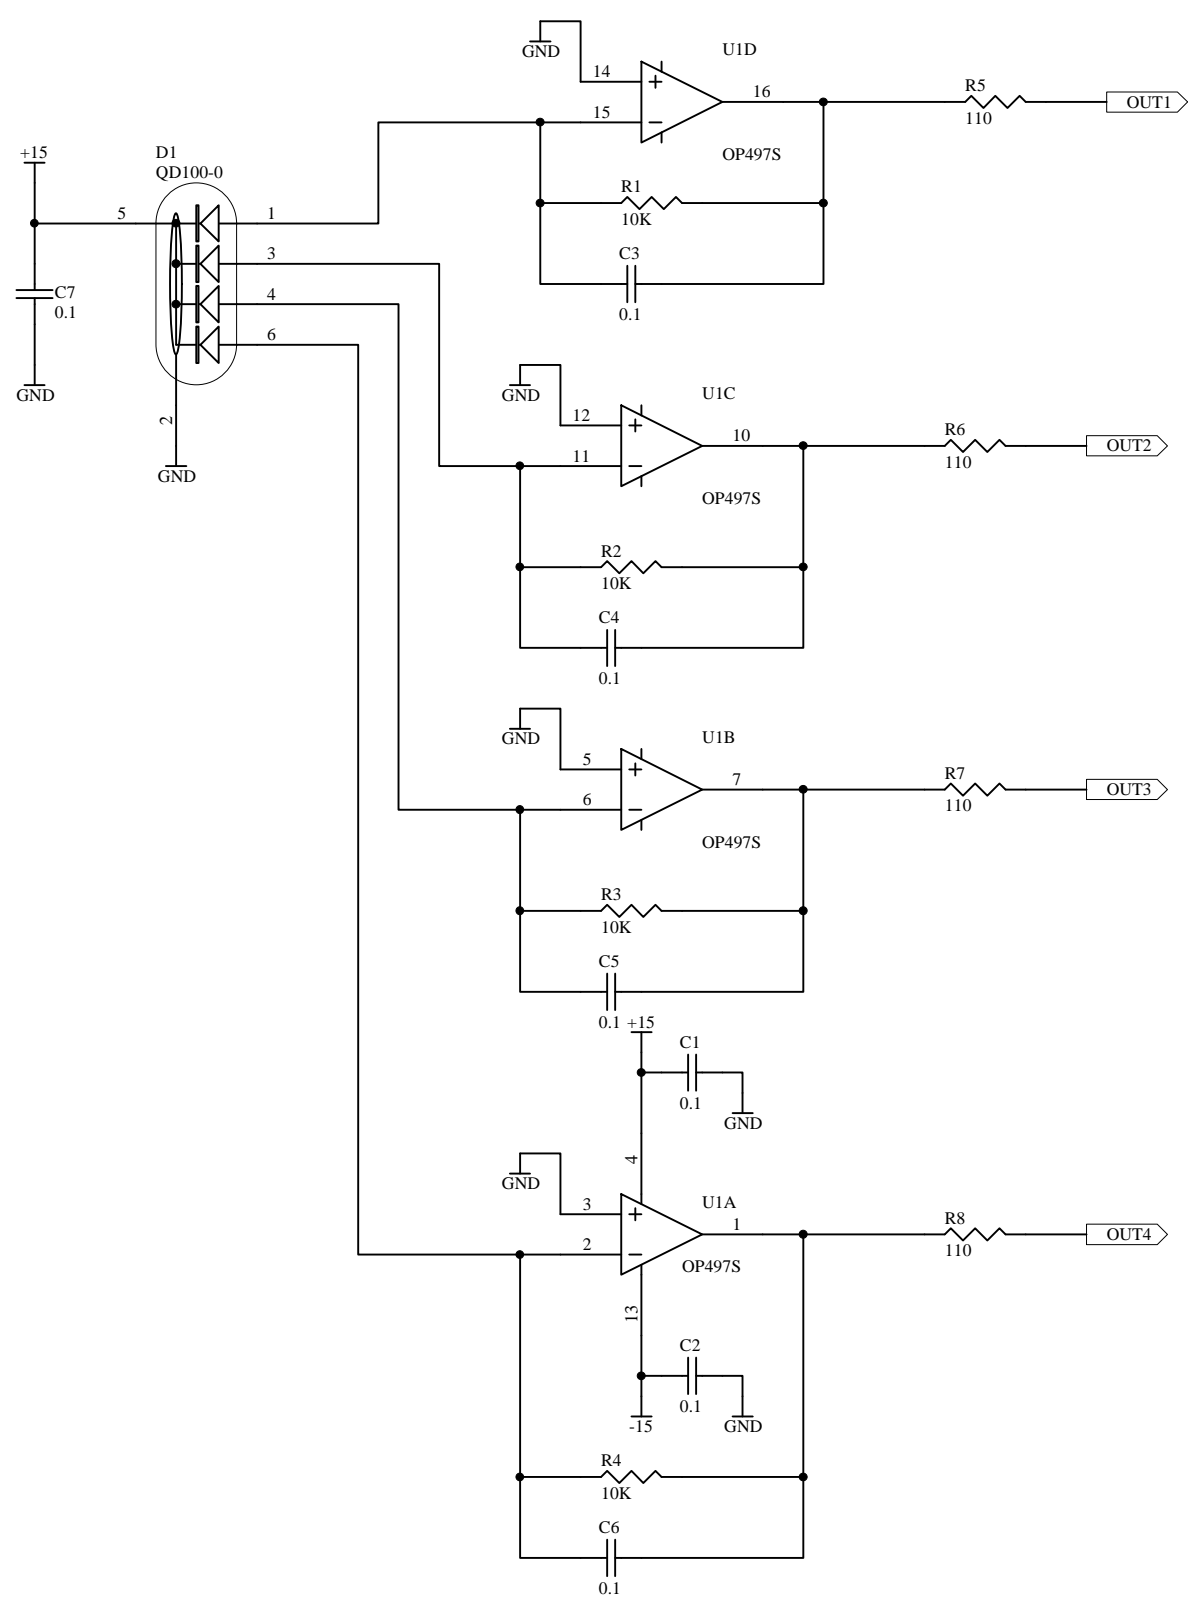 GND
U1D
14
+
16
R5
110
OUT1
15
−
OP497S
+15
D1
QD100-0
R1
10K
5
1
3
C3
0.1
C7
0.1
4
6
GND
2
GND
GND
U1C
12
+
10
R6
110
OUT2
11
−
OP497S
R2
10K
C4
0.1
GND
U1B
5
+
7
R7
110
OUT3
6
−
OP497S
R3
10K
C5
0.1
+15
C1
0.1
GND
4
GND
U1A
3
+
1
R8
110
OUT4
2
−
OP497S
13
C2
0.1
-15
GND
R4
10K
C6
0.1